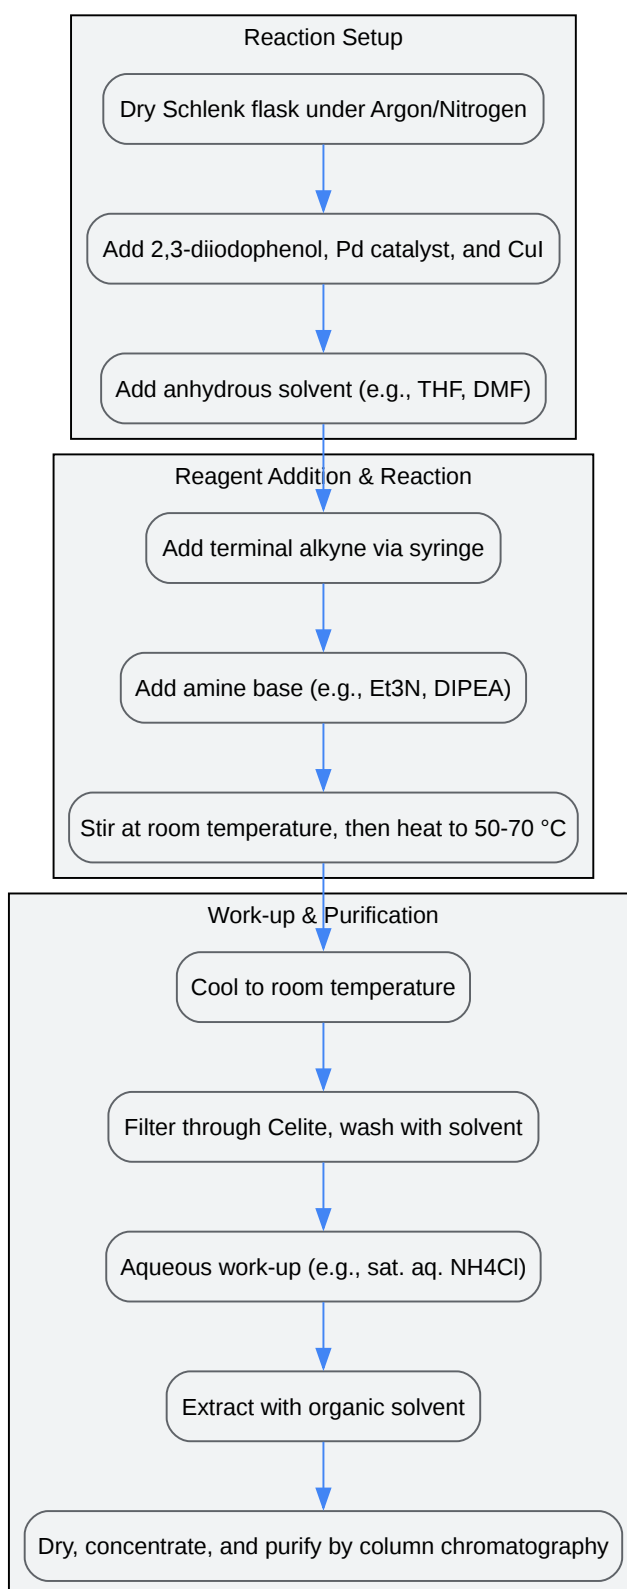 Reaction Setup
Dry Schlenk flask under Argon/Nitrogen
Add 2,3-diiodophenol, Pd catalyst, and CuI
Add anhydrous solvent (e.g., THF, DMF)
Reagent Addition & Reaction
Add terminal alkyne via syringe
Add amine base (e.g., Et3N, DIPEA)
Stir at room temperature, then heat to 50-70 °C
Work-up & Purification
Cool to room temperature
Filter through Celite, wash with solvent
Aqueous work-up (e.g., sat. aq. NH4Cl)
Extract with organic solvent
Dry, concentrate, and purify by column chromatography